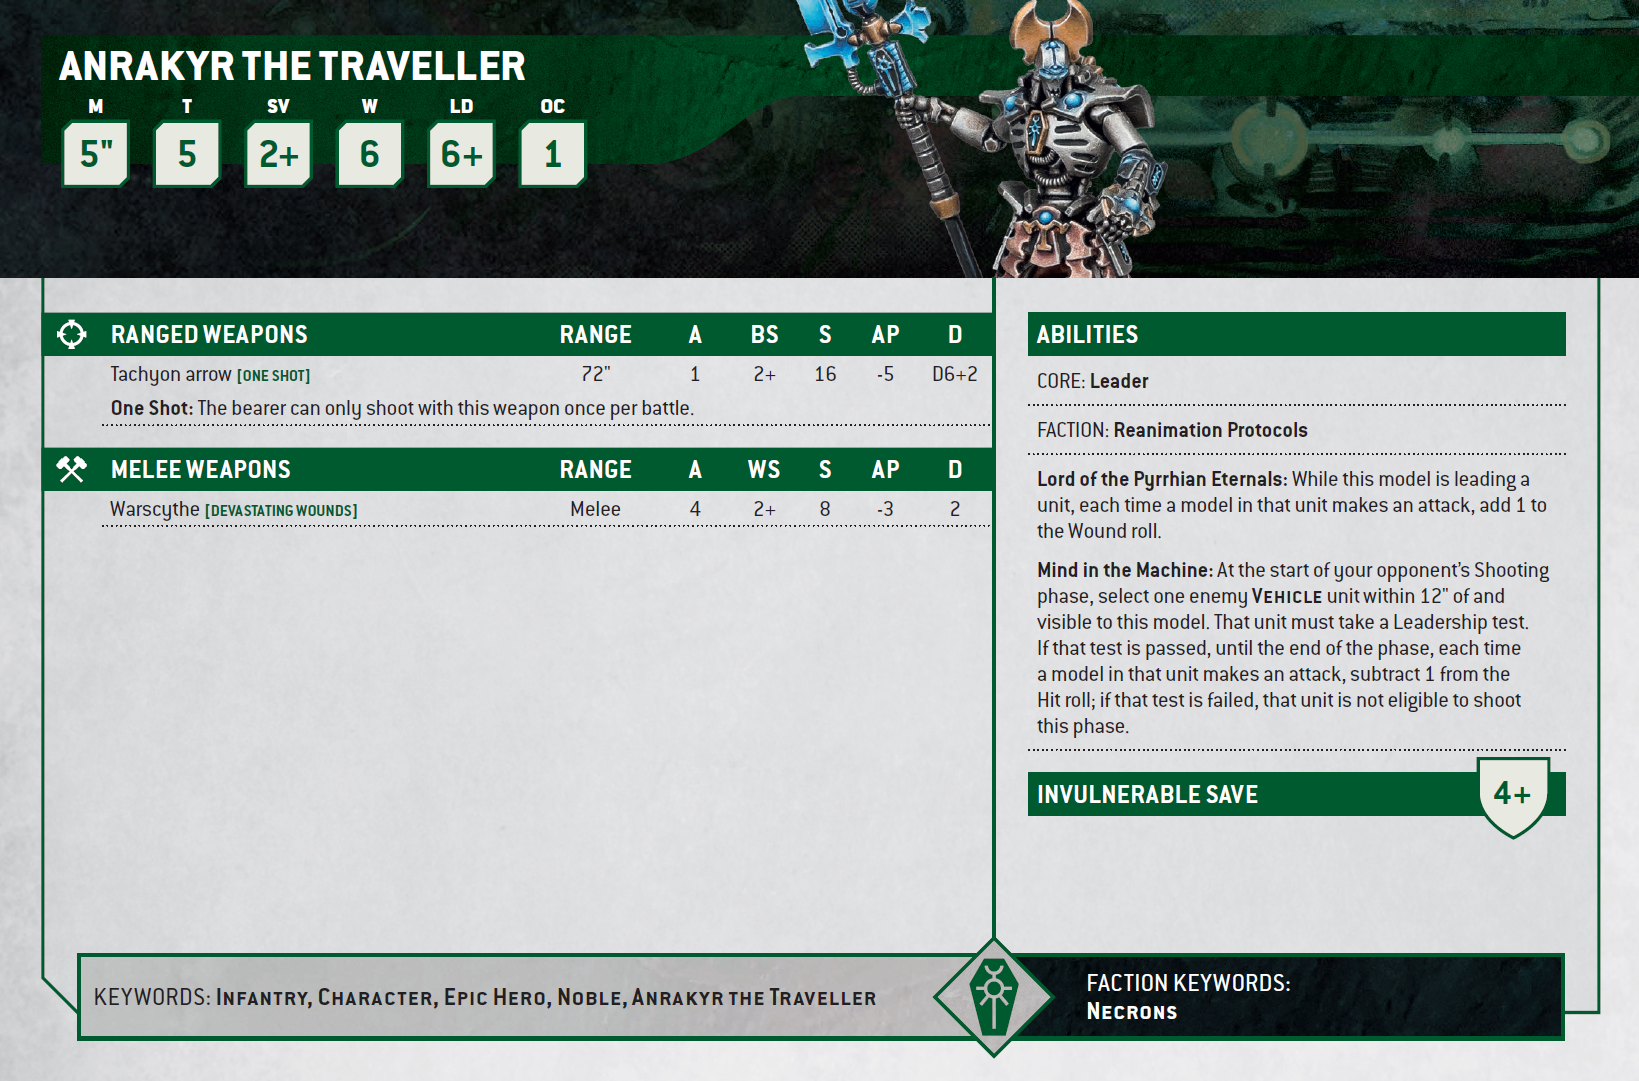 ANRAKYR THE TRAVELLER
M T SV W LD OC
5" 5 2+ 6 6+ 1
RANGED WEAPONS RANGE A BS S AP D
Tachyon arrow [ONE SHOT] 72" 1 2+ 16 -5 D6+2
One Shot: The bearer can only shoot with this weapon once per battle.
MELEE WEAPONS RANGE A WS S AP D
Warscythe [DEVASTATING WOUNDS] Melee 4 2+ 8 -3 2
ABILITIES
CORE: Leader
FACTION: Reanimation Protocols
Lord of the Pyrrhian Eternals: While this model is leading a
unit, each time a model in that unit makes an attack, add 1 to
the Wound roll.
Mind in the Machine: At the start of your opponent's Shooting
phase, select one enemy VEHICLE unit within 12" of and
visible to this model. That unit must take a Leadership test.
If that test is passed, until the end of the phase, each time
a model in that unit makes an attack, subtract 1 from the
Hit roll; if that test is failed, that unit is not eligible to shoot
this phase.
INVULNERABLE SAVE 4+
KEYWORDS: INFANTRY, CHARACTER, EPIC HERO, NOBLE, ANRAKYR THE TRAVELLER
FACTION KEYWORDS:
NECRONS